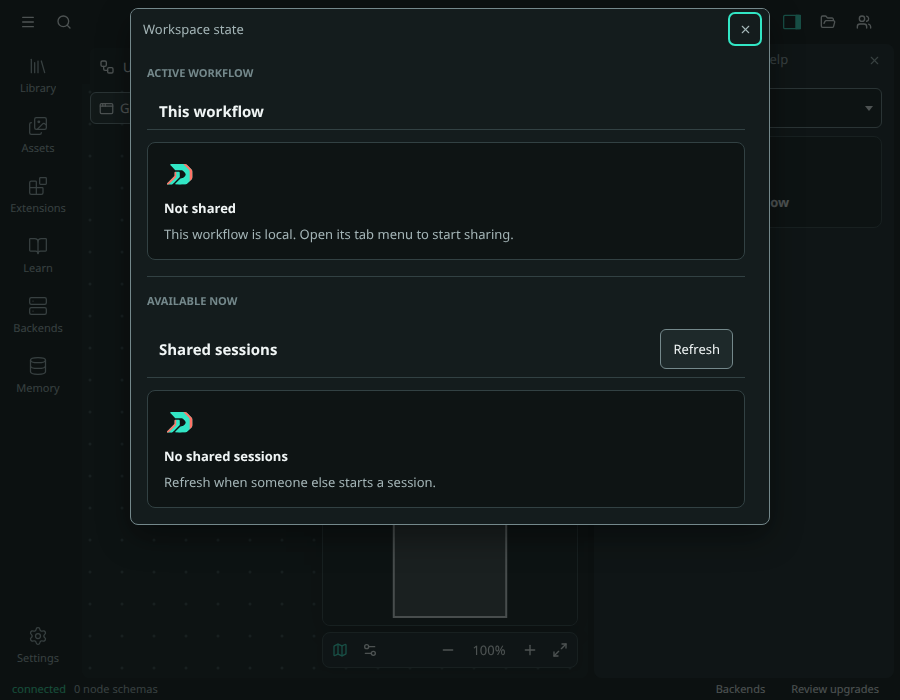 Workspace state
ACTIVE WORKFLOW
This workflow
Not shared
This workflow is local. Open its tab menu to start sharing.
AVAILABLE NOW
Shared sessions
Refresh
No shared sessions
Refresh when someone else starts a session.
Library
Assets
Extensions
Learn
Backends
Memory
Settings
100%
connected
0 node schemas
Backends
Review upgrades